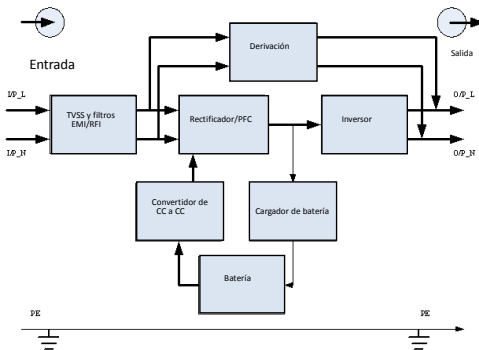 Derivación
Salida
Entrada
I/P_L
O/P_L
TVSS y filtros
EMI/RFI
Rectificador/PFC
Inversor
I/P_N
O/P_N
Convertidor de
CC a CC
Cargador de batería
Batería
PE
PE